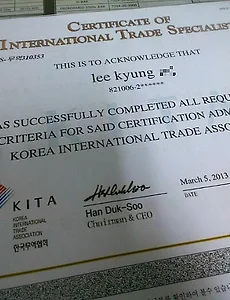 CERTIFICATE OF
INTERNATIONAL TRADE SPECIALIST
THIS IS TO ACKNOWLEDGE THAT
lee kyung
821006-2******
AS SUCCESSFULLY COMPLETED ALL REQU
CRITERIA FOR SAID CERTIFICATION ADM
KOREA INTERNATIONAL TRADE ASSO
KITA
KOREA
INTERNATIONAL
TRADE
ASSOCIATION
한국무역협회
Han Duk-Soo
Chairman & CEO
March 5, 2013
DATE